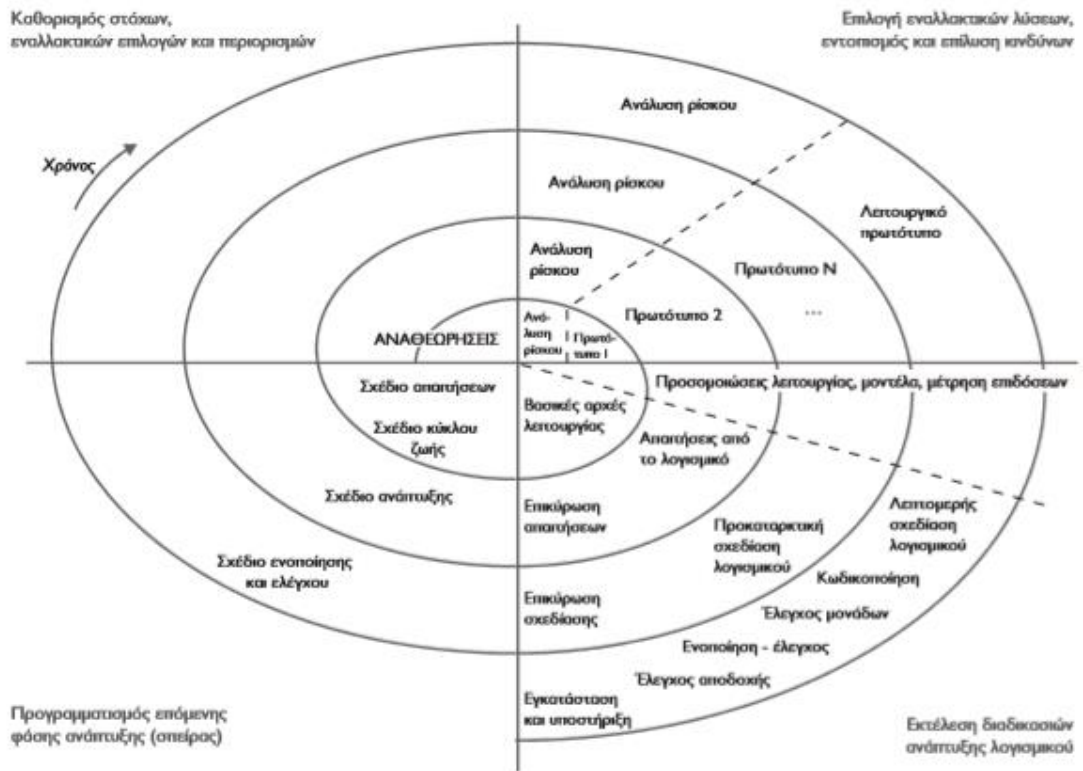 Καθορισμός στόχων,
εναλλακτικών επιλογών και περιορισμών
Επιλογή εναλλακτικών λύσεων,
εντοπισμός και επίλυση κινδύνων
Χρόνος
Ανάλυση ρίσκου
Ανάλυση ρίσκου
Λειτουργικό
πρωτότυπο
Ανάλυση
ρίσκου
Πρωτότυπο Ν
...
Πρωτότυπο 2
ΑΝΑΘΕΩΡΗΣΕΙΣ
Ανά-
λυση
ρίσκου
Πρωτό-
τυπο 1
Σχέδιο απαιτήσεων
Προσομοιώσεις λειτουργίας, μοντέλα, μέτρηση επιδόσεων
Σχέδιο κύκλου
ζωής
Βασικές αρχές
λειτουργίας
Απαιτήσεις από
το λογισμικό
Σχέδιο ανάπτυξης
Επικύρωση
απαιτήσεων
Προκαταρκτική
σχεδίαση
λογισμικού
Λεπτομερής
σχεδίαση
λογισμικού
Σχέδιο ενοποίησης
και ελέγχου
Επικύρωση
σχεδίασης
Κωδικοποίηση
Έλεγχος μονάδων
Ενοποίηση - έλεγχος
Έλεγχος αποδοχής
Εγκατάσταση
και υποστήριξη
Προγραμματισμός επόμενης
φάσης ανάπτυξης (σπείρας)
Εκτέλεση διαδικασιών
ανάπτυξης λογισμικού